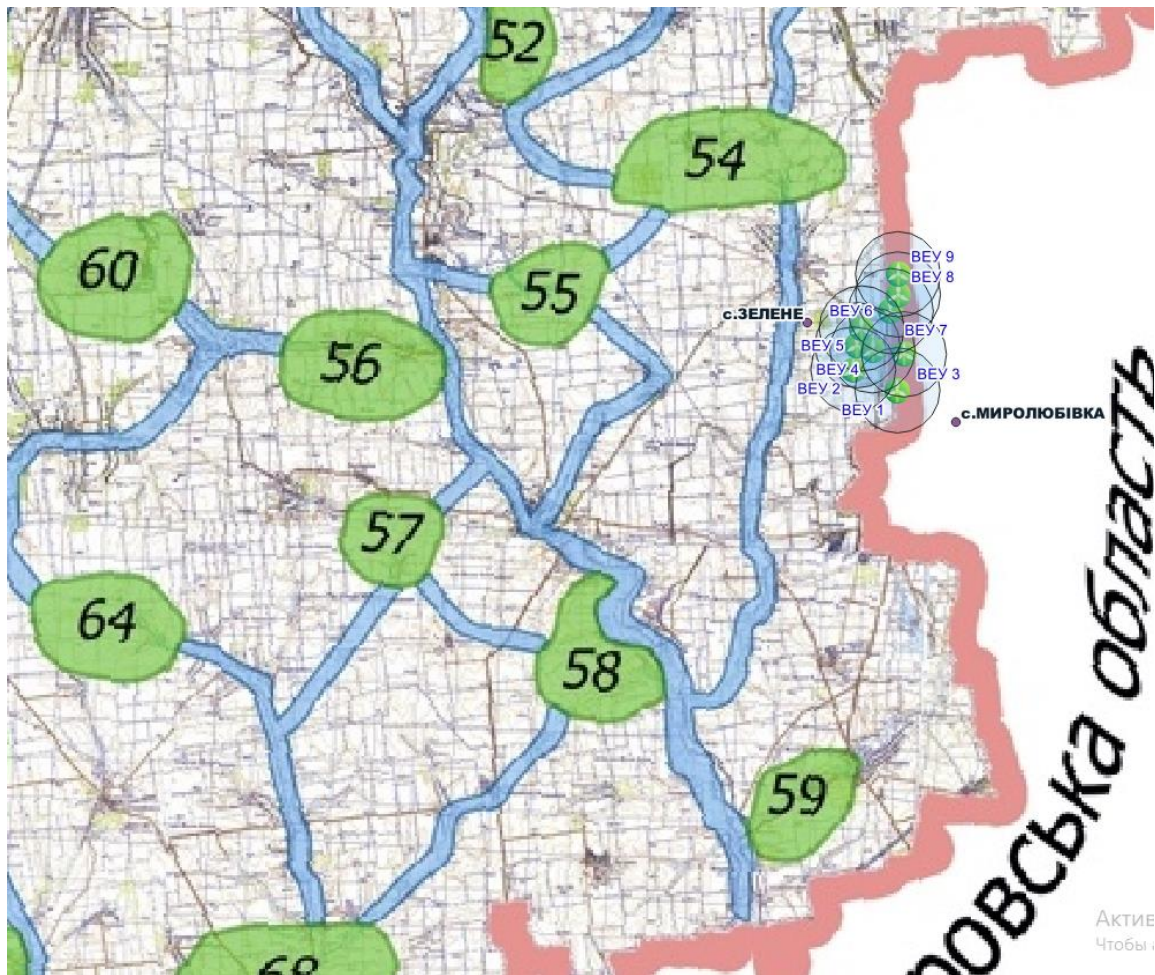 52
54
60
55
ВЕУ 9
ВЕУ 8
с.ЗЕЛЕНЕ
ВЕУ 6
ВЕУ 7
ВЕУ 5
56
ВЕУ 4
ВЕУ 3
ВЕУ 2
ВЕУ 1
с.МИРОЛЮБІВКА
57
64
58
59
68
ровська область
Актив
Чтобы а